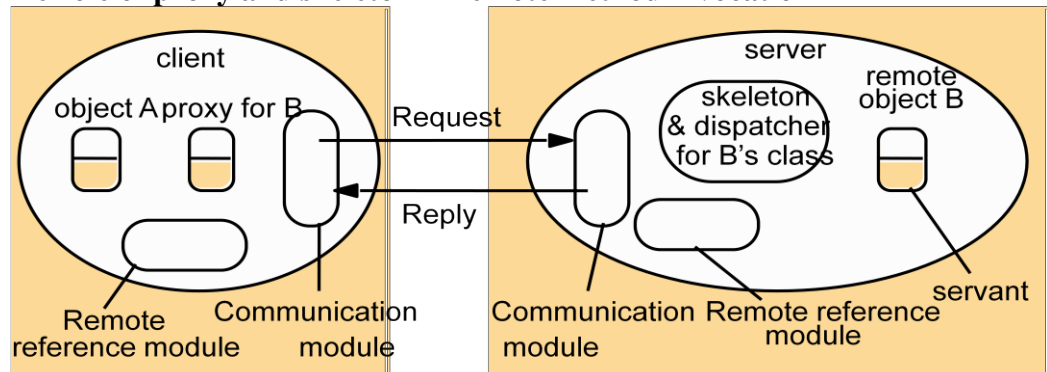 client
object A proxy for B
Request
Reply
Remote
reference module
Communication
module
server
skeleton
& dispatcher
for B's class
remote
object B
Communication
module
Remote reference
module
servant